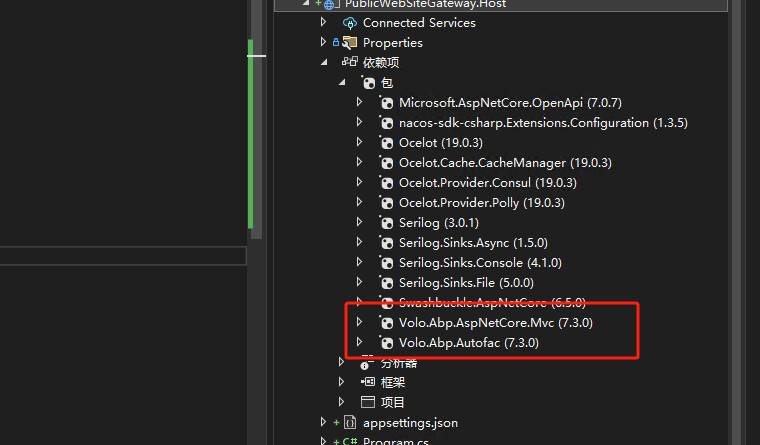 PublicWebSiteGateway.Host
Connected Services
Properties
依赖项
包
Microsoft.AspNetCore.OpenApi (7.0.7)
nacos-sdk-csharp.Extensions.Configuration (1.3.5)
Ocelot (19.0.3)
Ocelot.Cache.CacheManager (19.0.3)
Ocelot.Provider.Consul (19.0.3)
Ocelot.Provider.Polly (19.0.3)
Serilog (3.0.1)
Serilog.Sinks.Async (1.5.0)
Serilog.Sinks.Console (4.1.0)
Serilog.Sinks.File (5.0.0)
Swashbuckle.AspNetCore (6.5.0)
Volo.Abp.AspNetCore.Mvc (7.3.0)
Volo.Abp.Autofac (7.3.0)
分析器
框架
项目
appsettings.json
C# Program.cs